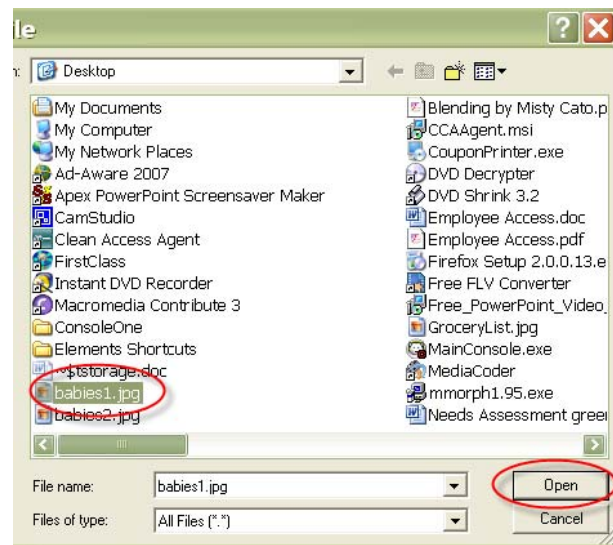 le
n: Desktop
My Documents
My Computer
My Network Places
Ad-Aware 2007
Apex PowerPoint Screensaver Maker
CamStudio
Clean Access Agent
FirstClass
Instant DVD Recorder
Macromedia Contribute 3
ConsoleOne
Elements Shortcuts
~$tstorage.doc
babies1.jpg
babies2.jpg
Blending by Misty Cato.p
CCAAgent.msi
CouponPrinter.exe
DVD Decrypter
DVD Shrink 3.2
Employee Access.doc
Employee Access.pdf
Firefox Setup 2.0.0.13.e
Free FLV Converter
Free_PowerPoint_Video_
GroceryList.jpg
MainConsole.exe
MediaCoder
mmorph1.95.exe
Needs Assessment greer
File name: babies1.jpg Open
Files of type: All Files (*.*) Cancel